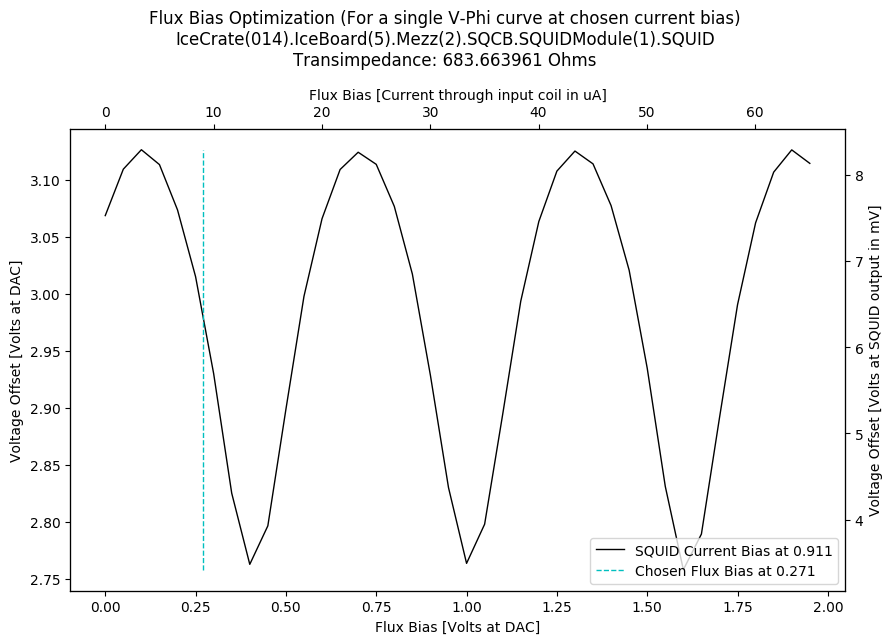 Flux Bias Optimization (For a single V-Phi curve at chosen current bias)
IceCrate(014).IceBoard(5).Mezz(2).SQCB.SQUIDModule(1).SQUID
Transimpedance: 683.663961 Ohms
Flux Bias [Current through input coil in uA]
0 10 20 30 40 50 60
Voltage Offset [Volts at DAC]
3.10
3.05
3.00
2.95
2.90
2.85
2.80
2.75
8
7
6
5
4
Voltage Offset [Volts at SQUID output in mV]
SQUID Current Bias at 0.911
Chosen Flux Bias at 0.271
0.00 0.25 0.50 0.75 1.00 1.25 1.50 1.75 2.00
Flux Bias [Volts at DAC]